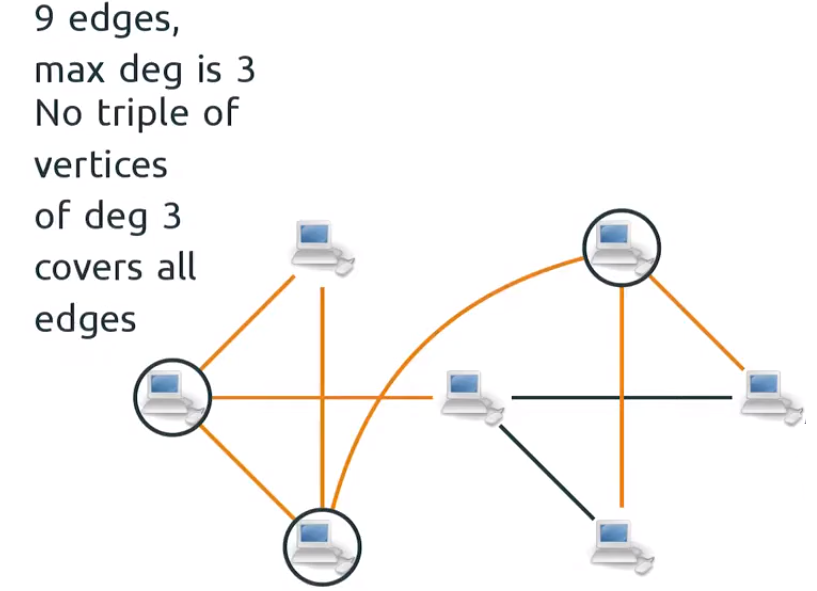 9 edges,
max deg is 3
No triple of
vertices
of deg 3
covers all
edges